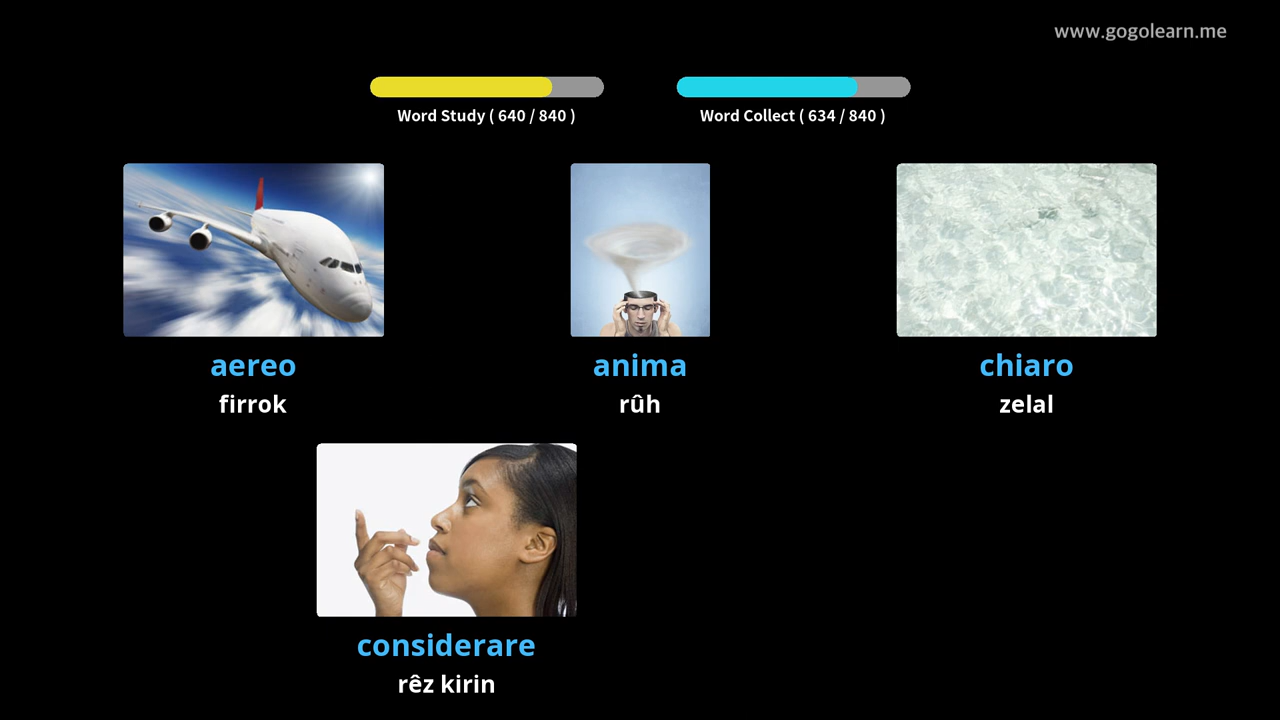 www.gogolearn.me
Word Study ( 640 / 840 )
Word Collect ( 634 / 840 )
aereo
firrok
anima
rûh
chiaro
zelal
considerare
rêz kirin